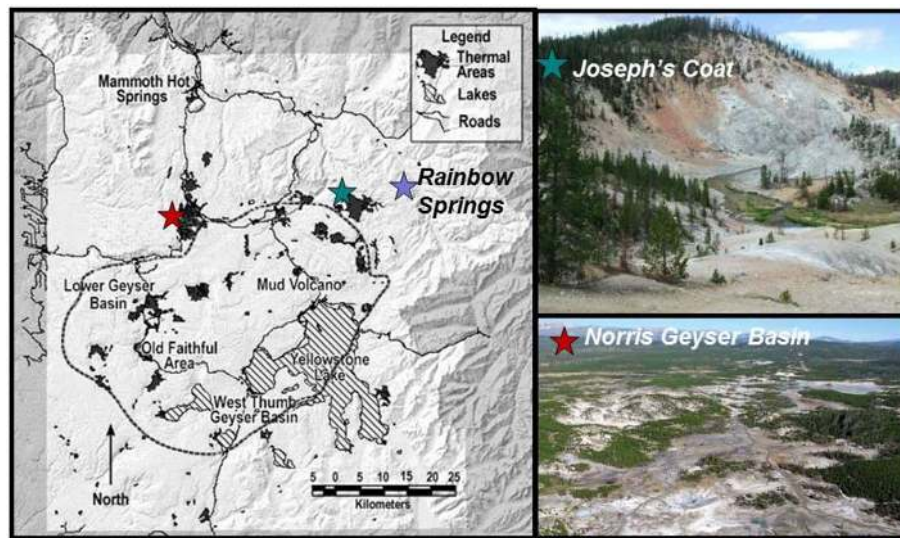 Legend
Thermal
Areas
Lakes
Roads
Mammoth Hot
Springs
Rainbow
Springs
Lower Geyser
Basin
Mud Volcano
Old Faithful
Area
Yellowstone
Lake
West Thumb
Geyser Basin
North
5 0 5 10 15 20 25
Kilometers
Joseph's Coat
Norris Geyser Basin